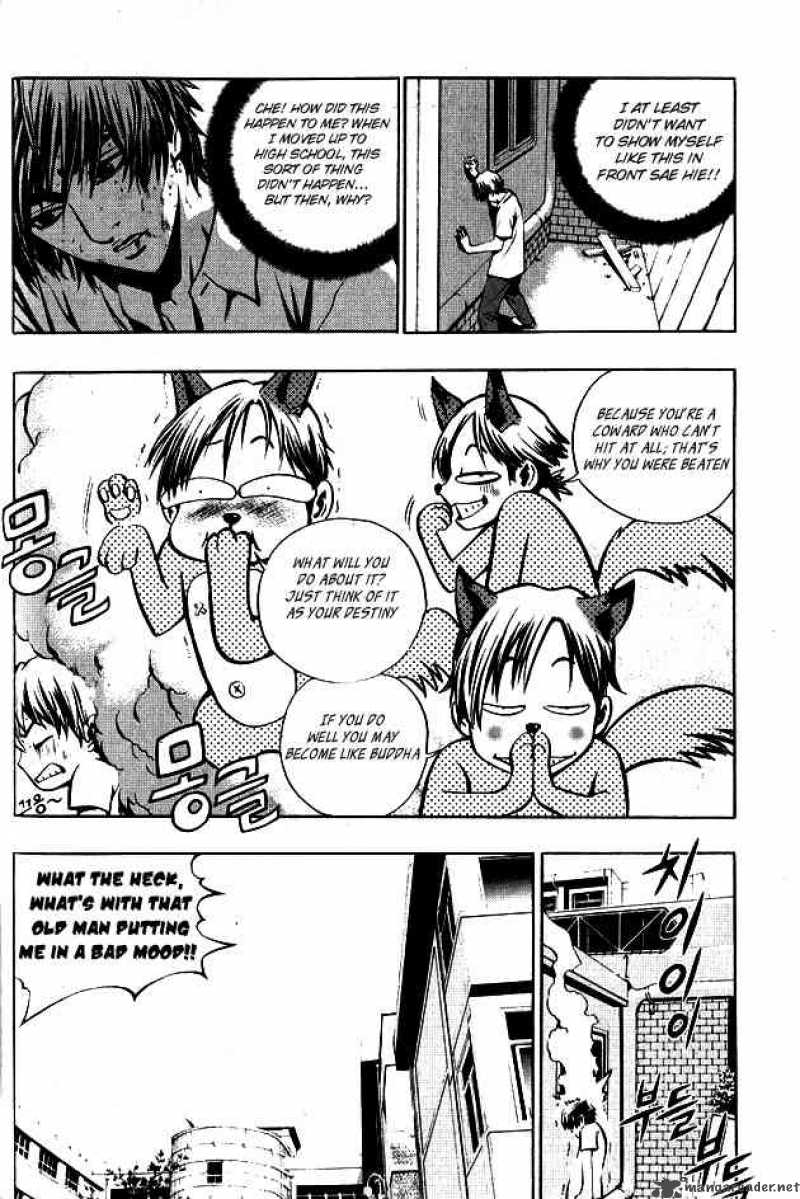 CHE! HOW DID THIS
HAPPEN TO ME? WHEN
I MOVED UP TO
HIGH SCHOOL, THIS
SORT OF THING
DIDN'T HAPPEN...
BUT THEN, WHY?
I AT LEAST
DIDN'T WANT
TO SHOW MYSELF
LIKE THIS IN
FRONT SAE HIE!!
BECAUSE YOU'RE A
COWARD WHO CAN'T
HIT AT ALL; THAT'S
WHY YOU WERE BEATEN
몽글
WHAT WILL YOU
DO ABOUT IT?
JUST THINK OF IT
AS YOUR DESTINY
IF YOU DO
WELL YOU MAY
BECOME LIKE BUDDHA
몽글
끄응~
WHAT THE HECK,
WHAT'S WITH THAT
OLD MAN PUTTING
ME IN A BAD MOOD!!
치이이이
부들
부들
mangareader.net